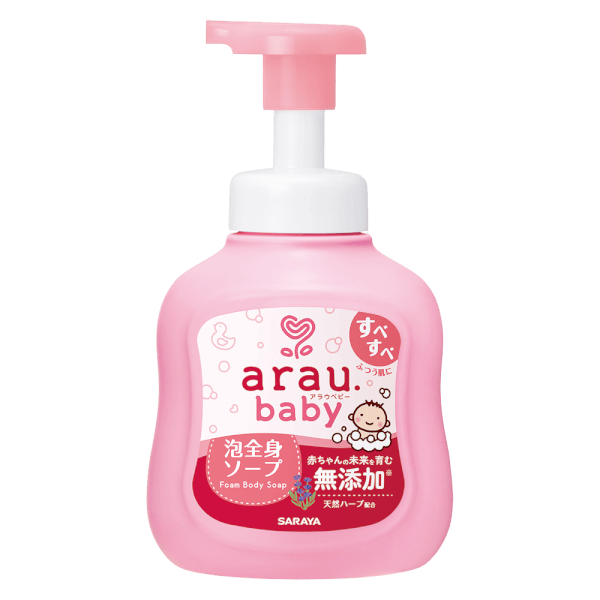 すべ
すべ
ふつう肌に
arau.
アラウベビー
baby
泡全身
ソープ
Foam Body Soap
赤ちゃんの未来を育む
無添加※
天然ハーブ配合
SARAYA